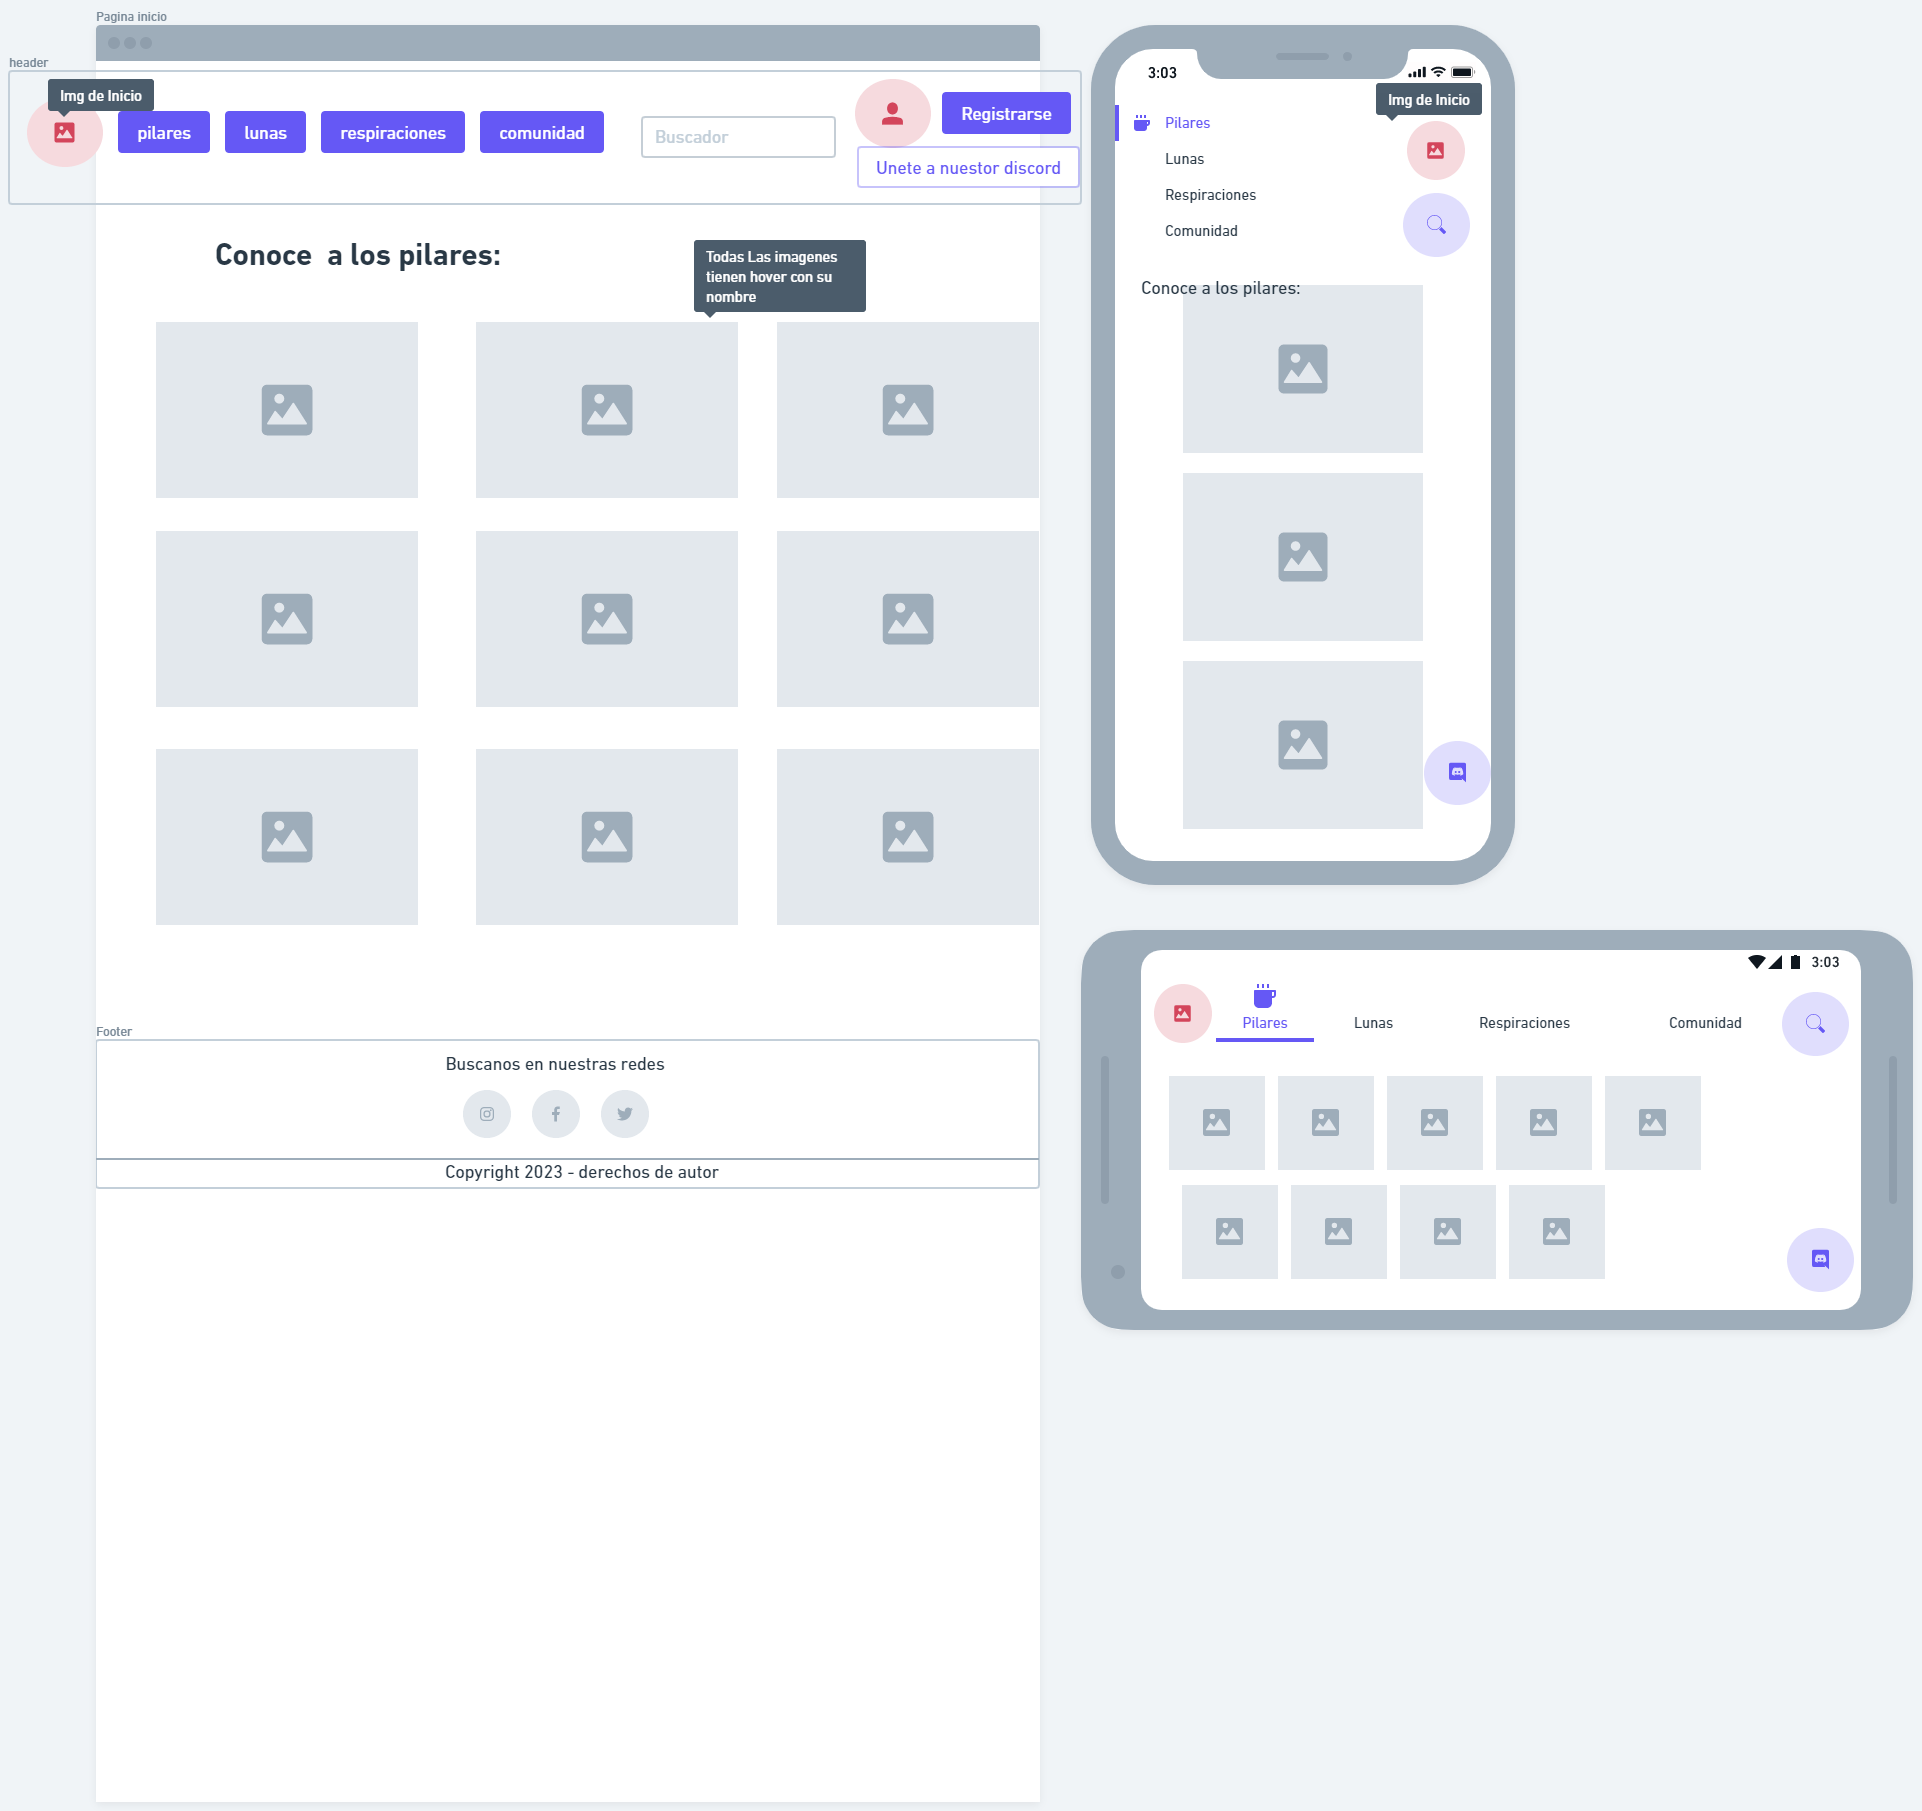 Pagina inicio
header
Img de Inicio
pilares
lunas
respiraciones
comunidad
Buscador
Registrarse
Unete a nuestor discord
Conoce  a los pilares:
Todas Las imagenes
tienen hover con su
nombre
Footer
Buscanos en nuestras redes
Copyright 2023 - derechos de autor
3:03
Img de Inicio
Pilares
Lunas
Respiraciones
Comunidad
Conoce a los pilares:
3:03
Pilares
Lunas
Respiraciones
Comunidad